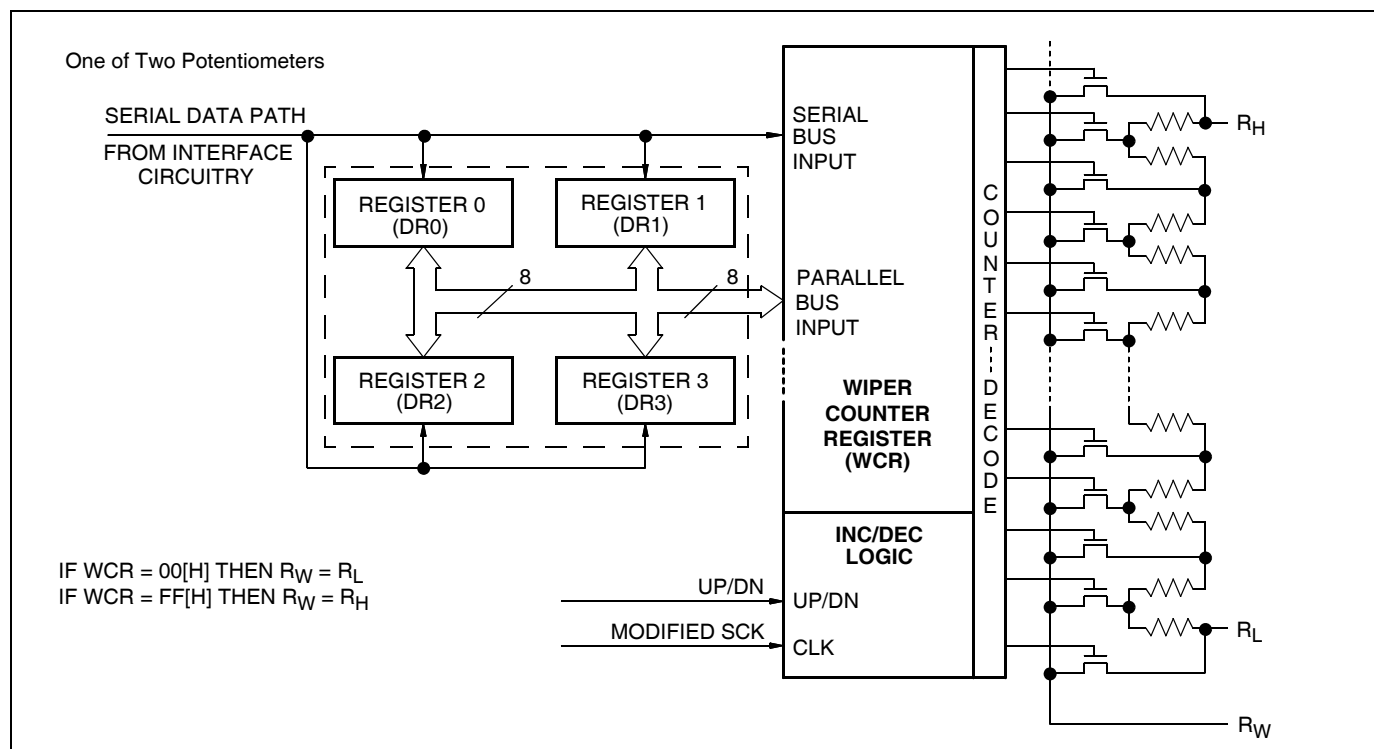 One of Two Potentiometers
SERIAL DATA PATH
FROM INTERFACE
CIRCUITRY
REGISTER 0
(DR0)
REGISTER 1
(DR1)
8
8
REGISTER 2
(DR2)
REGISTER 3
(DR3)
SERIAL
BUS
INPUT
PARALLEL
BUS
INPUT
WIPER
COUNTER
REGISTER
(WCR)
INC/DEC
LOGIC
UP/DN
UP/DN
MODIFIED SCK
CLK
COUNTER
DECODE
RH
RL
RW
IF WCR = 00[H] THEN RW = RL
IF WCR = FF[H] THEN RW = RH